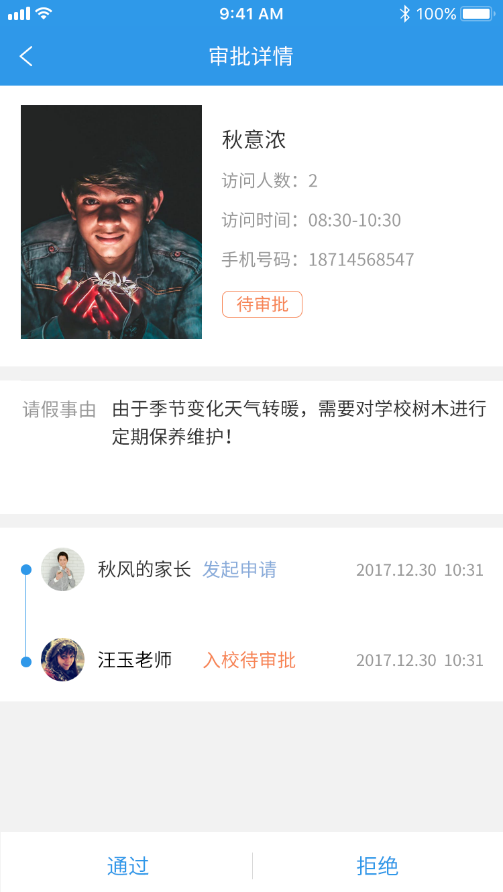 9:41 AM 100%
审批详情
秋意浓
访问人数：2
访问时间：08:30-10:30
手机号码：18714568547
待审批
请假事由 由于季节变化天气转暖，需要对学校树木进行
定期保养维护！
秋风的家长 发起申请 2017.12.30 10:31
汪玉老师 入校待审批 2017.12.30 10:31
通过 拒绝